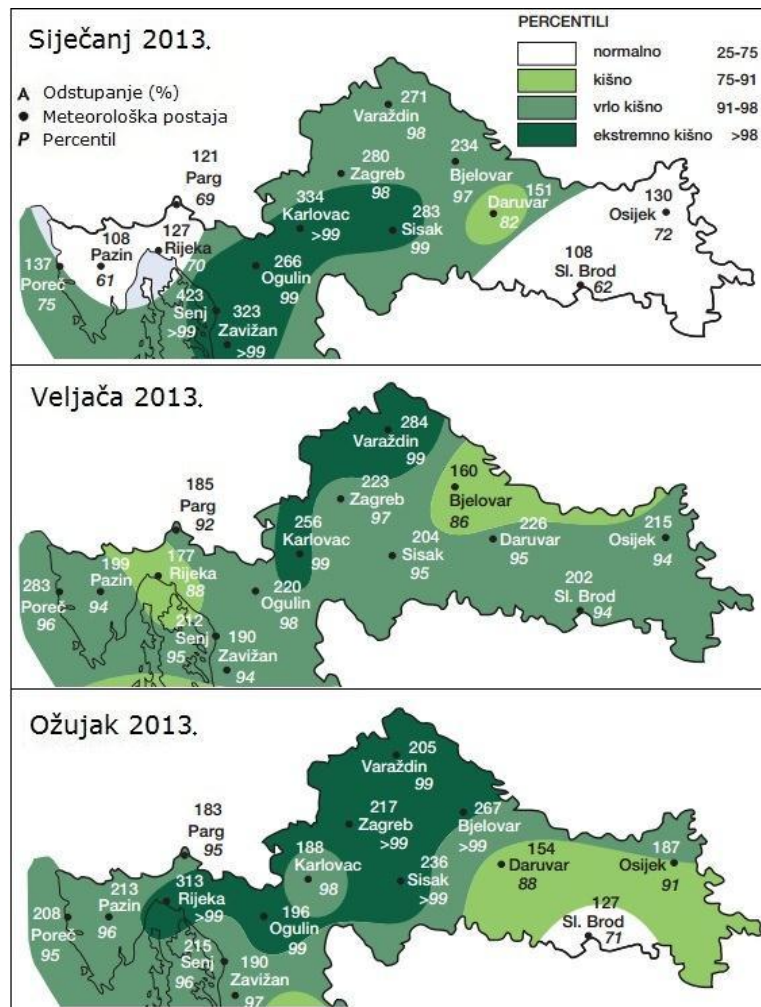 Siječanj 2013.
PERCENTILI
normalno 25-75
kišno 75-91
vrlo kišno 91-98
ekstremno kišno >98
A Odstupanje (%)
Meteorološka postaja
P Percentil
271
Varaždin
98
121
Parg
69
280
Zagreb
98
234
Bjelovar
97
151
Daruvar
82
130
Osijek
72
334
Karlovac
>99
283
Sisak
99
127
Rijeka
70
108
Pazin
61
137
Poreč
75
266
Ogulin
99
108
Sl. Brod
62
423
Senj
>99
323
Zavižan
>99
Veljača 2013.
284
Varaždin
99
185
Parg
92
223
Zagreb
97
160
Bjelovar
86
256
Karlovac
99
204
Sisak
95
226
Daruvar
95
215
Osijek
94
199
Pazin
94
177
Rijeka
88
283
Poreč
96
220
Ogulin
98
202
Sl. Brod
94
212
Senj
95
190
Zavižan
94
Ožujak 2013.
205
Varaždin
99
183
Parg
95
217
Zagreb
>99
267
Bjelovar
>99
188
Karlovac
98
236
Sisak
>99
154
Daruvar
88
187
Osijek
91
213
Pazin
96
313
Rijeka
>99
208
Poreč
95
196
Ogulin
99
127
Sl. Brod
71
215
Senj
96
190
Zavižan
97